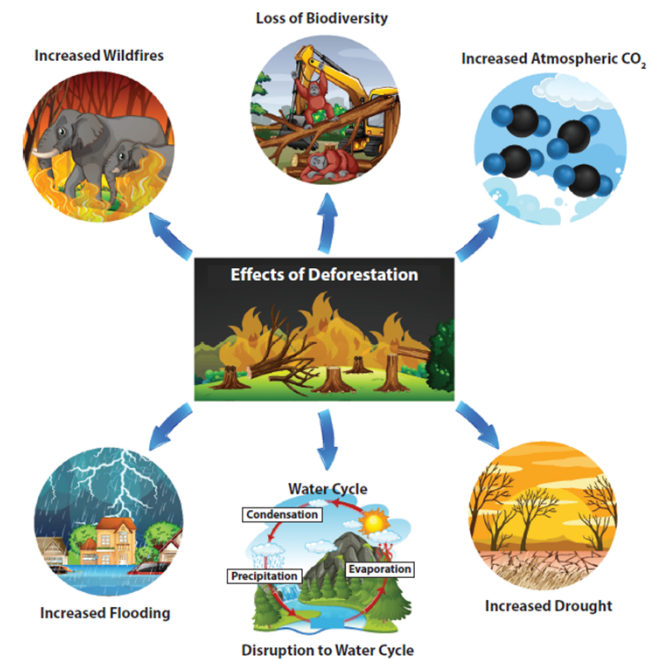 Loss of Biodiversity
Increased Wildfires
Increased Atmospheric CO₂
Effects of Deforestation
Water Cycle
Condensation
Precipitation
Evaporation
Increased Flooding
Increased Drought
Disruption to Water Cycle